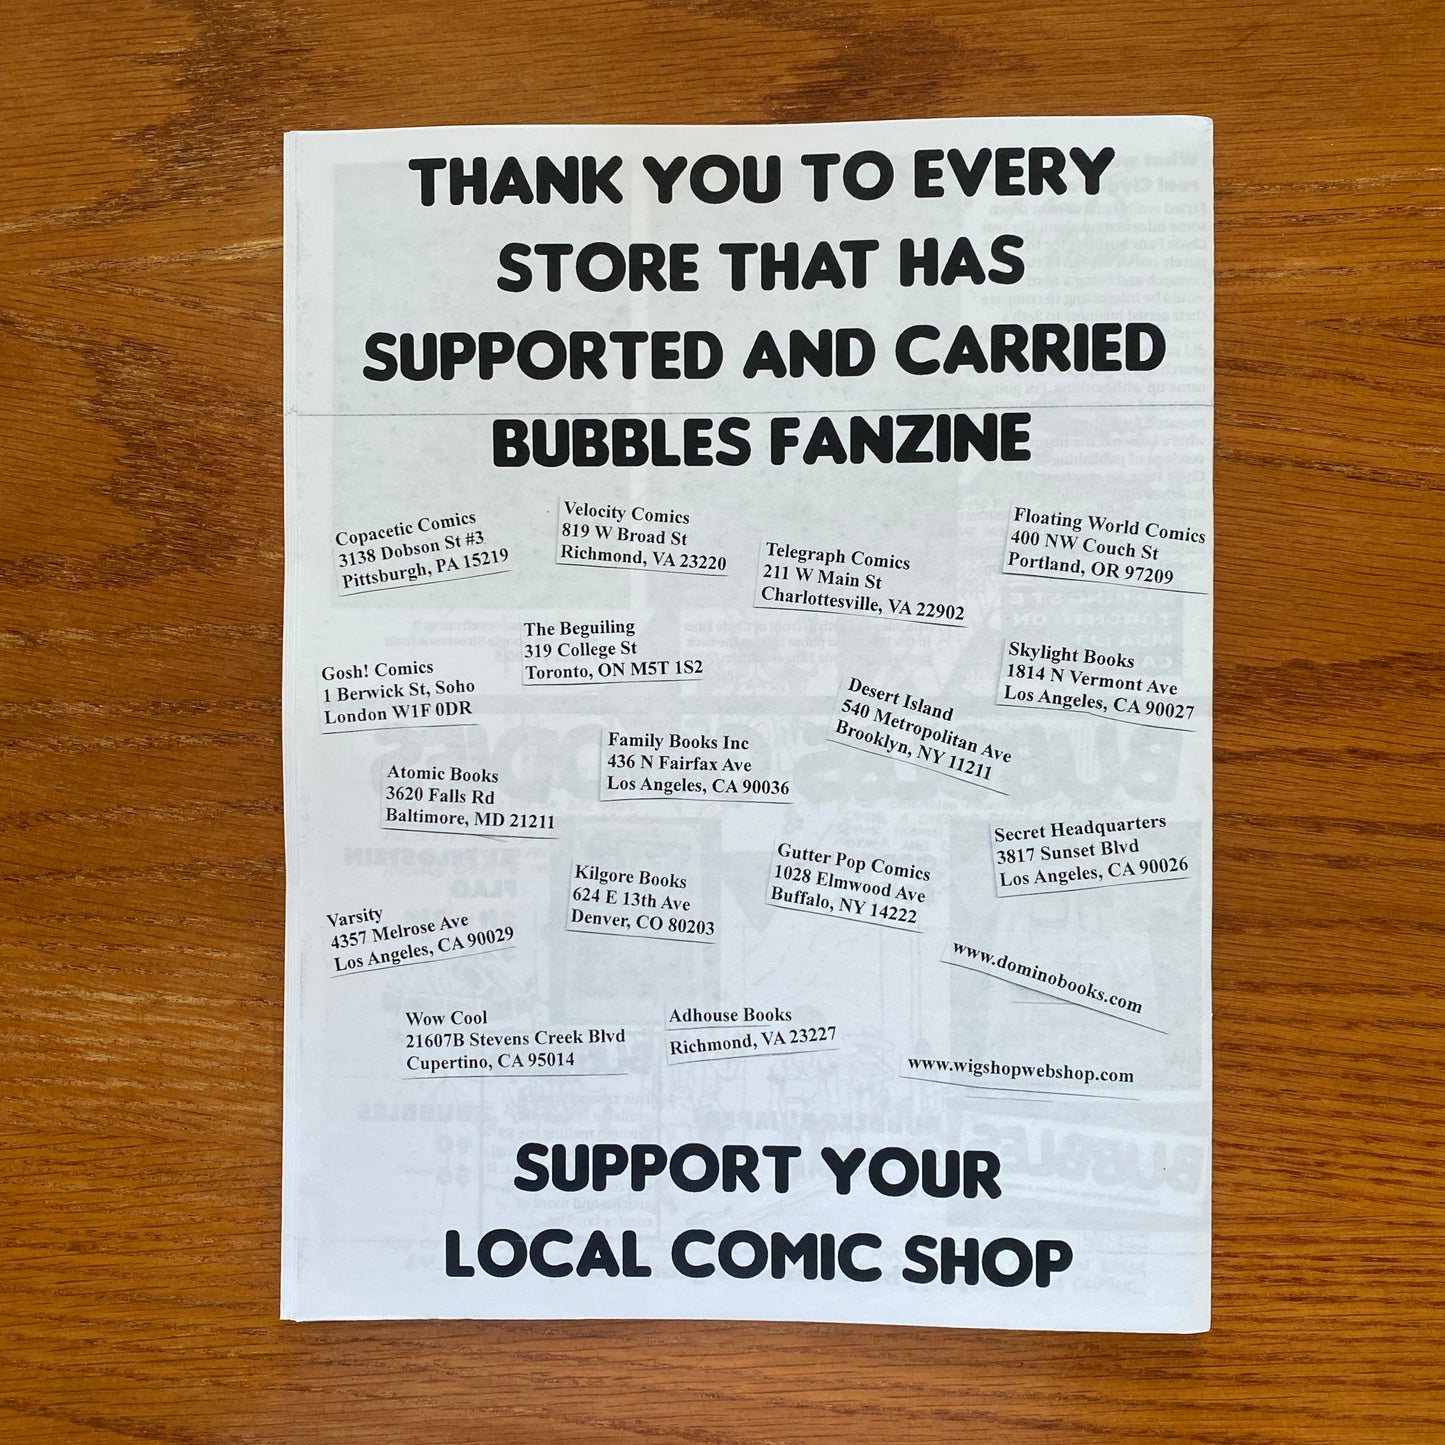 THANK YOU TO EVERY
STORE THAT HAS
SUPPORTED AND CARRIED
BUBBLES FANZINE
Copacetic Comics
3138 Dobson St #3
Pittsburgh, PA 15219
Velocity Comics
819 W Broad St
Richmond, VA 23220
Telegraph Comics
211 W Main St
Charlottesville, VA 22902
Floating World Comics
400 NW Couch St
Portland, OR 97209
The Beguiling
319 College St
Toronto, ON M5T 1S2
Gosh! Comics
1 Berwick St, Soho
London W1F 0DR
Skylight Books
1814 N Vermont Ave
Los Angeles, CA 90027
Desert Island
540 Metropolitan Ave
Brooklyn, NY 11211
Family Books Inc
436 N Fairfax Ave
Los Angeles, CA 90036
Atomic Books
3620 Falls Rd
Baltimore, MD 21211
Secret Headquarters
3817 Sunset Blvd
Los Angeles, CA 90026
Gutter Pop Comics
1028 Elmwood Ave
Buffalo, NY 14222
Kilgore Books
624 E 13th Ave
Denver, CO 80203
Varsity
4357 Melrose Ave
Los Angeles, CA 90029
www.dominobooks.com
Wow Cool
21607B Stevens Creek Blvd
Cupertino, CA 95014
Adhouse Books
Richmond, VA 23227
www.wigshopwebshop.com
SUPPORT YOUR
LOCAL COMIC SHOP